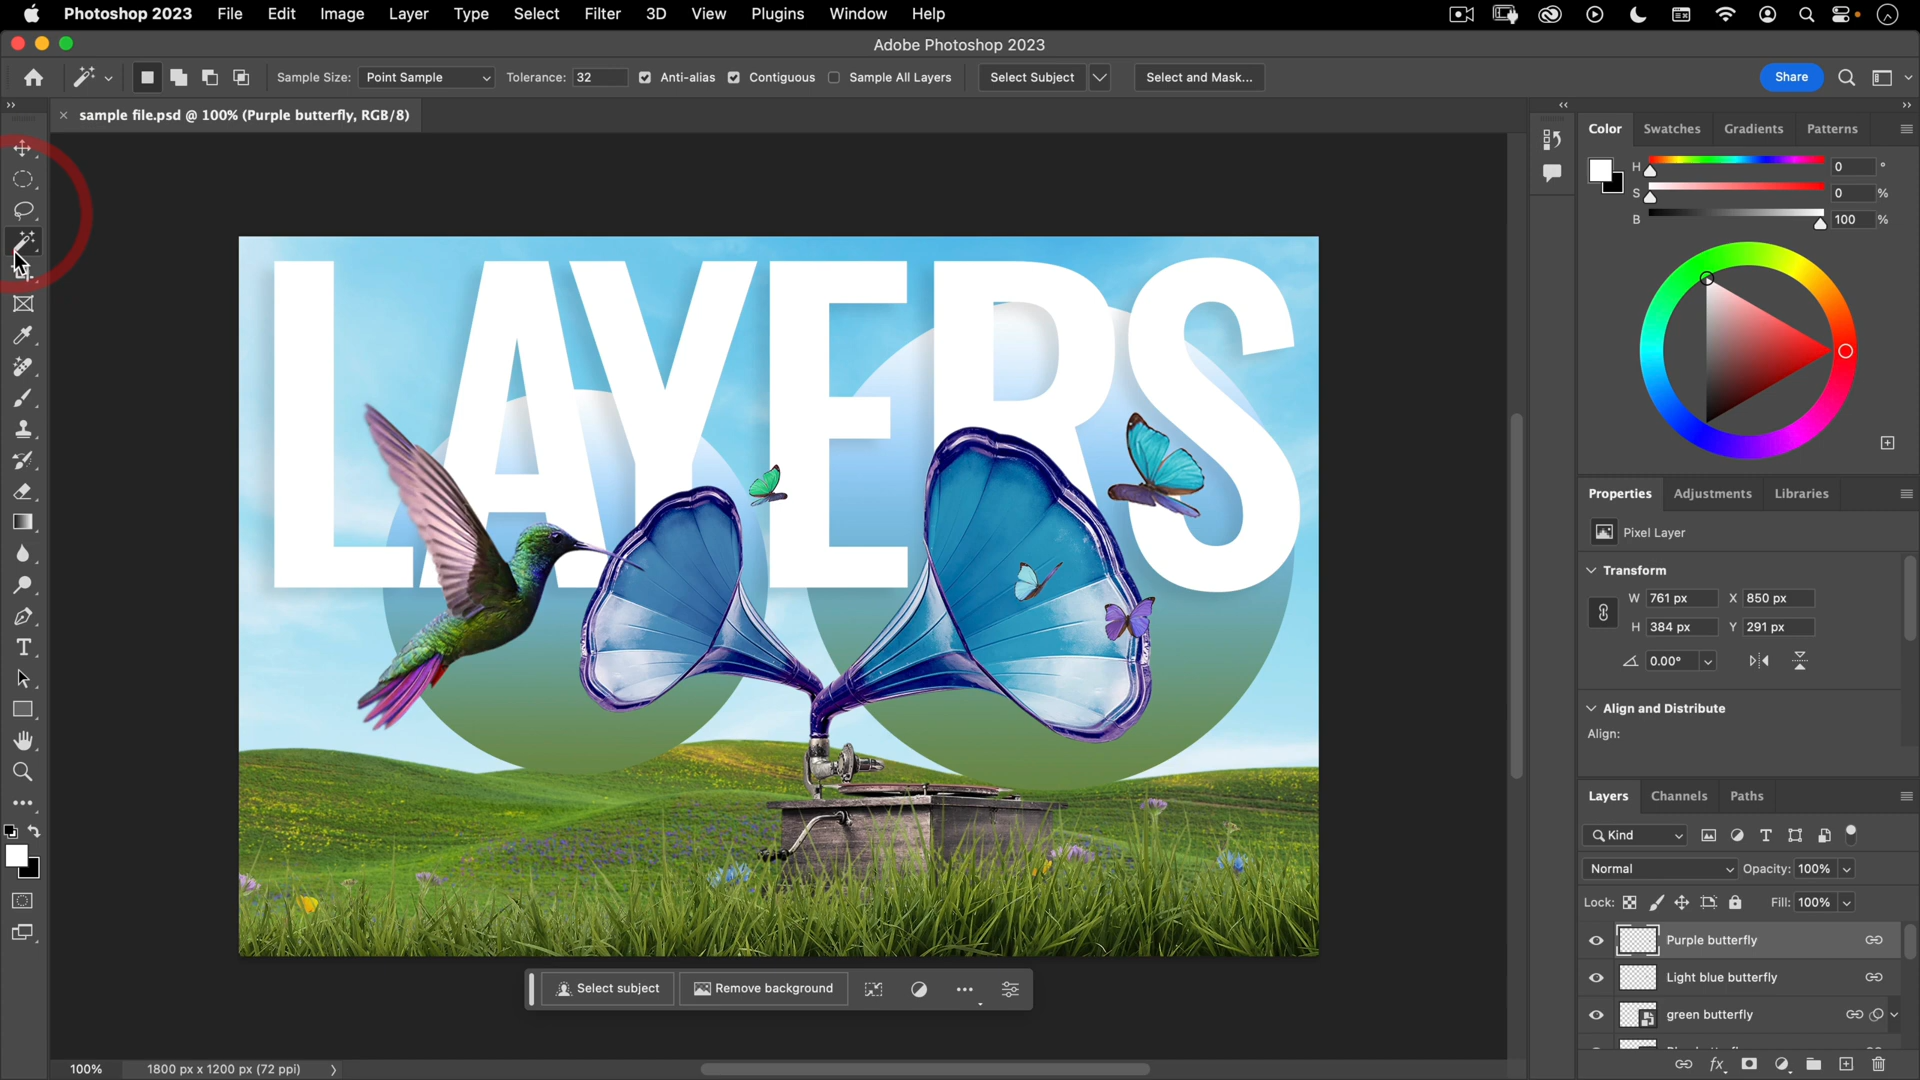 Photoshop 2023 File Edit Image Layer Type Select Filter 3D View Plugins Window Help
Adobe Photoshop 2023
Sample Size: Point Sample Tolerance: 32 Anti-alias Contiguous Sample All Layers Select Subject Select and Mask... Share
sample file.psd @ 100% (Purple butterfly, RGB/8)
Color Swatches Gradients Patterns
H 0 °
S 0 %
B 100 %
LAYERS
Properties Adjustments Libraries
Pixel Layer
Transform
W 761 px X 850 px
H 384 px Y 291 px
0.00°
Align and Distribute
Align:
Layers Channels Paths
Kind
Normal Opacity: 100%
Lock: Fill: 100%
Purple butterfly
Light blue butterfly
green butterfly
Select subject Remove background
fx
100% 1800 px x 1200 px (72 ppi)